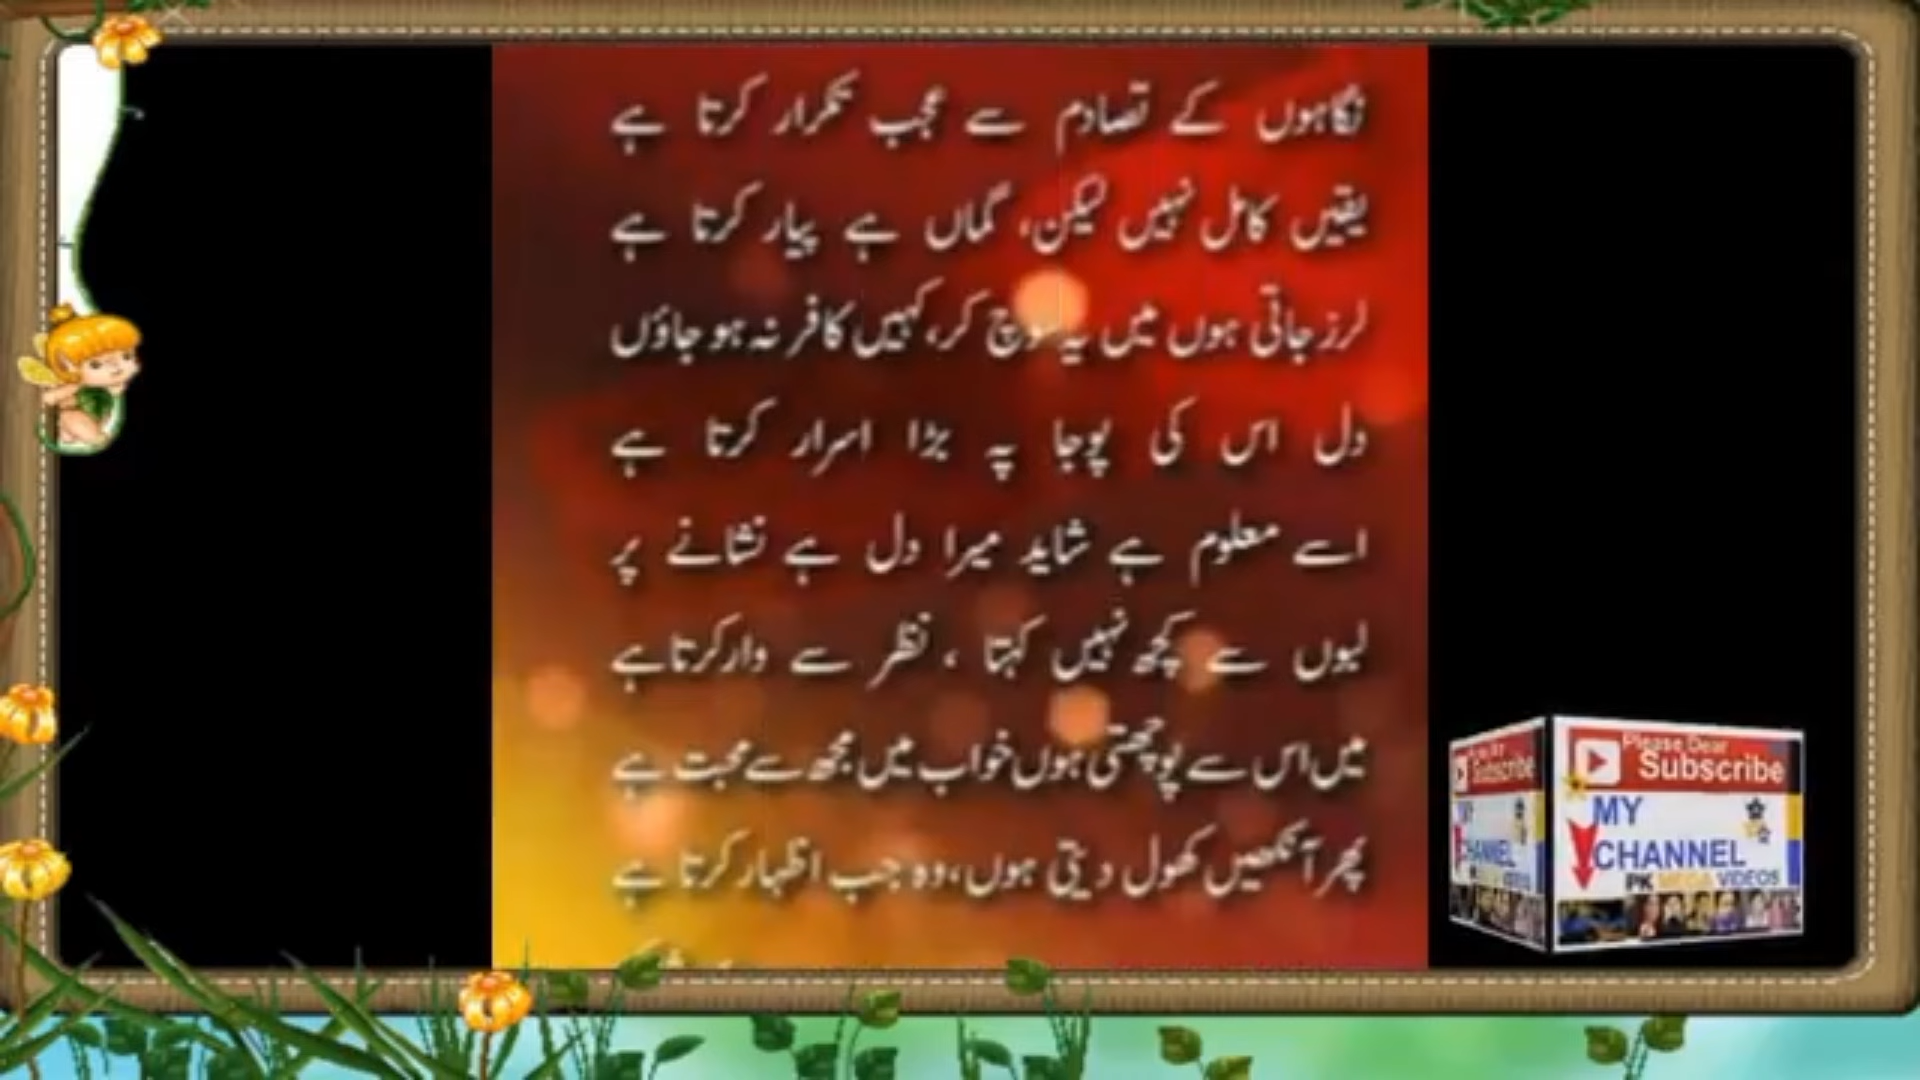 نگاہوں کے تصادم سے عجب تکرار کرتا ہے
یقیں کامل نہیں لیکن، گماں ہے پیار کرتا ہے
لرز جاتی ہوں میں یہ سوچ کر، کہیں کافر نہ ہو جاؤں
دل اس کی پوجا پہ بڑا اسرار کرتا ہے
اسے معلوم ہے شاید میرا دل ہے نشانے پر
لبوں سے کچھ نہیں کہتا ، نظر سے وار کرتا ہے
میں اس سے پوچھتی ہوں خواب میں مجھ سے محبت ہے
پھر آنکھیں کھول دیتی ہوں، وہ جب اظہار کرتا ہے
Please Dear
Subscribe
MY
CHANNEL
PK MEGA VIDEOS
Subscribe
MY
CHANNEL